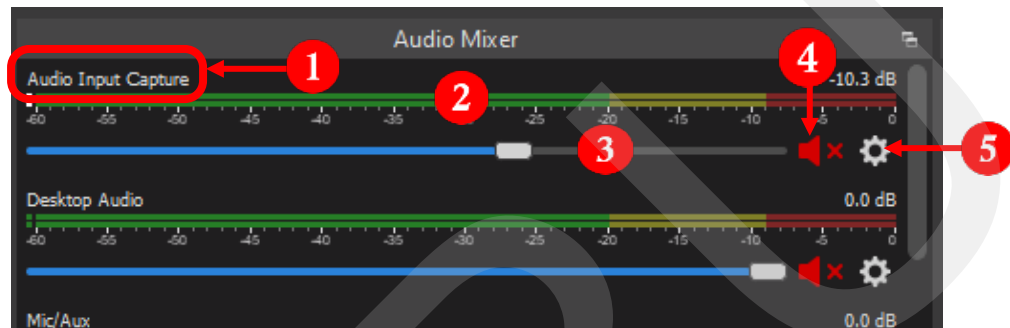 Audio Mixer
1
4
Audio Input Capture
-10.3 dB
2
-60 -55 -50 -45 -40 -35 -25 -20 -15 -10 -5 0
3
5
Desktop Audio
0.0 dB
-60 -55 -50 -45 -40 -35 -30 -25 -20 -15 -10 -5 0
Mic/Aux
0.0 dB